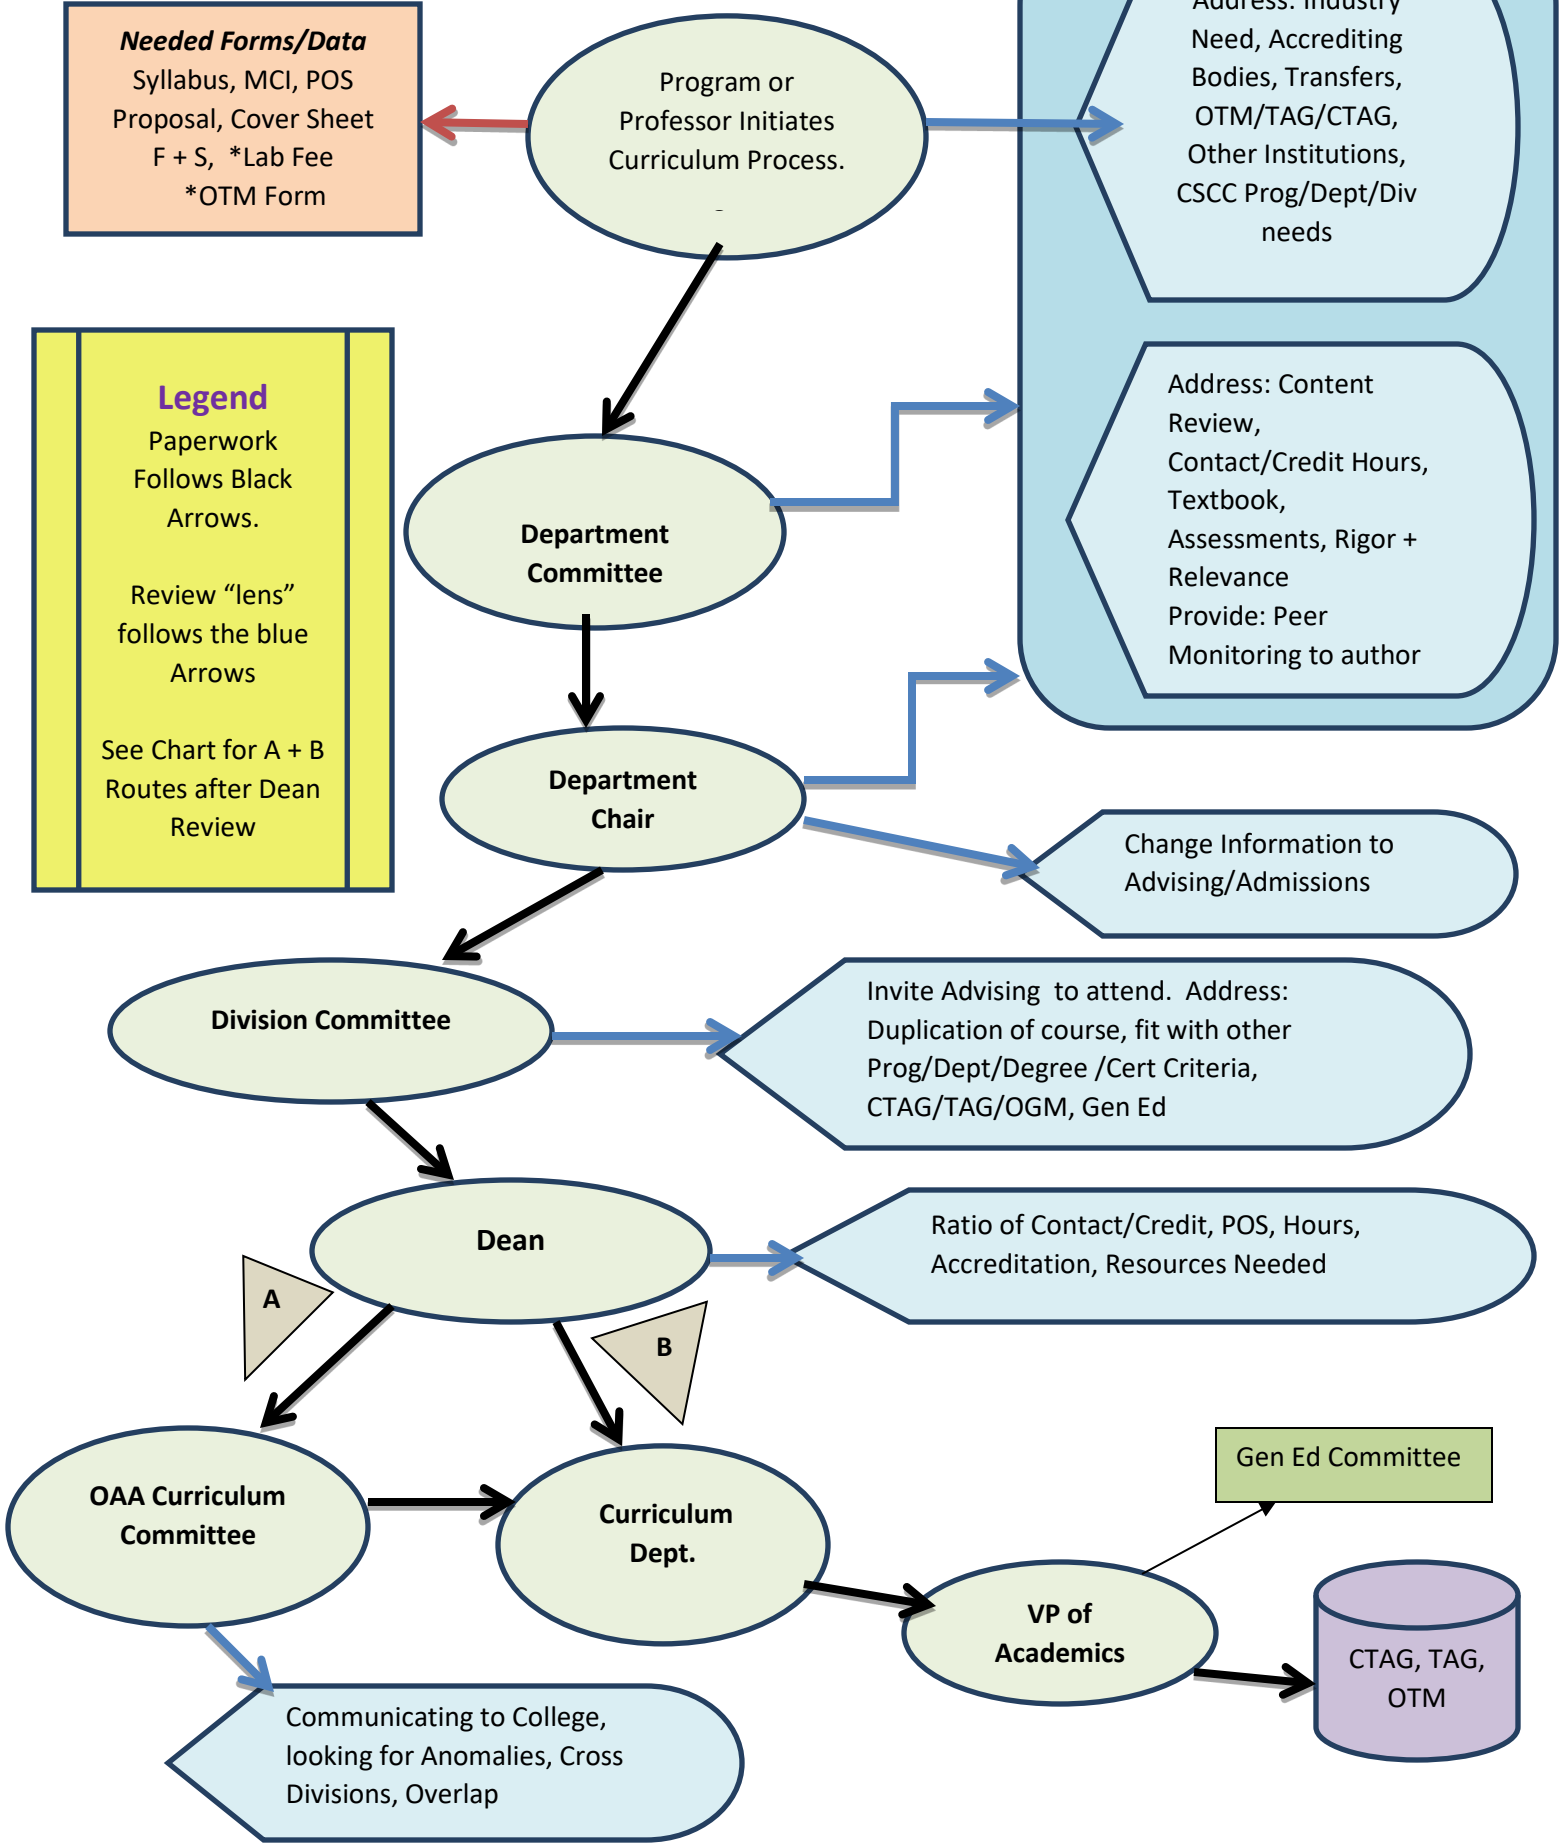 Needed Forms/Data
Syllabus, MCI, POS
Proposal, Cover Sheet
F + S,  *Lab Fee
*OTM Form
Program or
Professor Initiates
Curriculum Process.
Address: Industry
Need, Accrediting
Bodies, Transfers,
OTM/TAG/CTAG,
Other Institutions,
CSCC Prog/Dept/Div
needs
Legend
Paperwork
Follows Black
Arrows.
Review “lens”
follows the blue
Arrows
See Chart for A + B
Routes after Dean
Review
Department
Committee
Address: Content
Review,
Contact/Credit Hours,
Textbook,
Assessments, Rigor +
Relevance
Provide: Peer
Monitoring to author
Department
Chair
Change Information to
Advising/Admissions
Division Committee
Invite Advising  to attend.  Address:
Duplication of course, fit with other
Prog/Dept/Degree /Cert Criteria,
CTAG/TAG/OGM, Gen Ed
Dean
Ratio of Contact/Credit, POS, Hours,
Accreditation, Resources Needed
A
B
OAA Curriculum
Committee
Curriculum
Dept.
Gen Ed Committee
VP of
Academics
CTAG, TAG,
OTM
Communicating to College,
looking for Anomalies, Cross
Divisions, Overlap